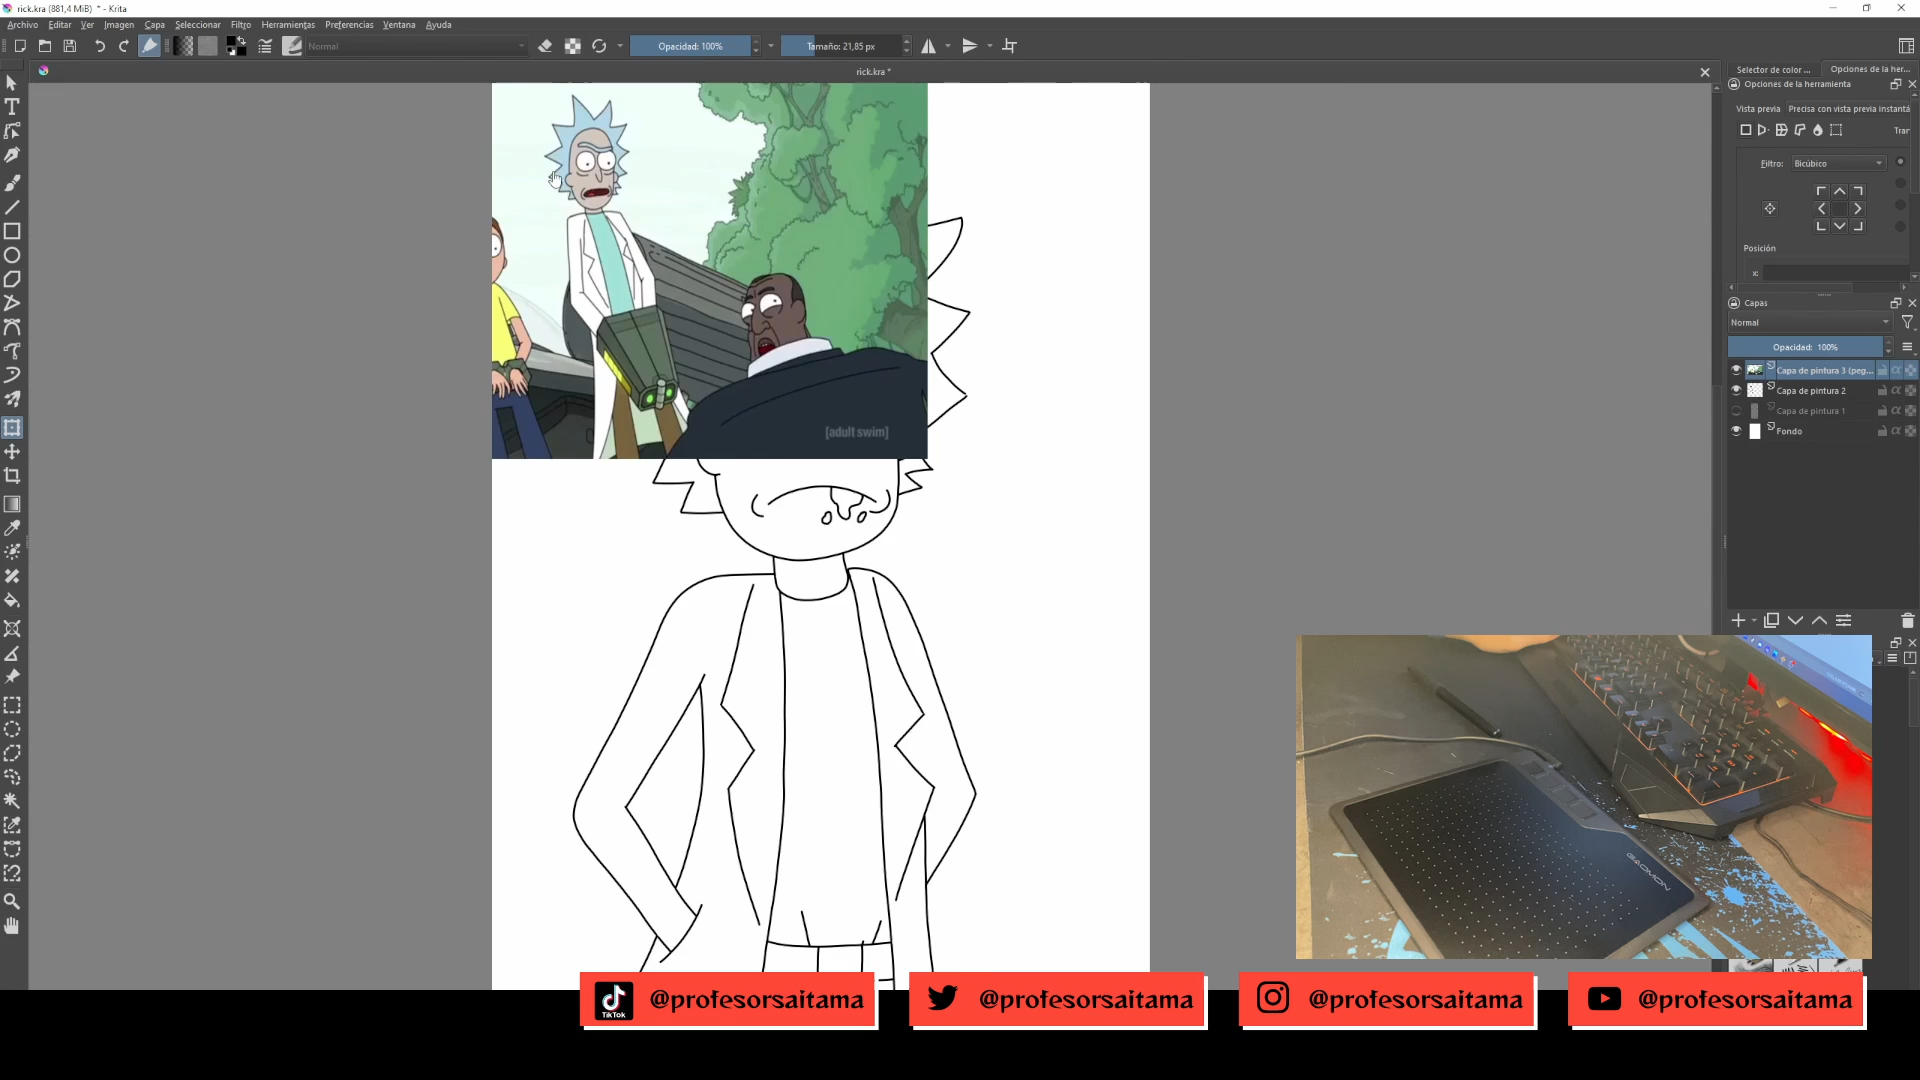 rick.kra (881,4 MiB) * - Krita
Archivo Editar Ver Imagen Capa Seleccionar Filtro Herramientas Preferencias Ventana Ayuda
Normal
Opacidad: 100%
Tamaño: 21,85 px
rick.kra *
Selector de color ...
Opciones de la her...
Opciones de la herramienta
Vista previa Precisa con vista previa instantá
Trar
Filtro: Bicúbico
Posición
x:
Capas
Normal
Opacidad: 100%
Capa de pintura 3 (peg...
Capa de pintura 2
Capa de pintura 1
Fondo
[adult swim]
GAOMON
TikTok
@profesorsaitama
@profesorsaitama
@profesorsaitama
@profesorsaitama